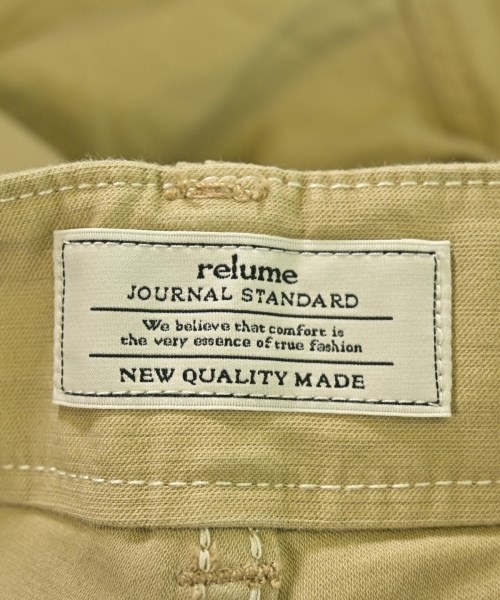 relume
JOURNAL STANDARD
We believe that comfort is
the very essence of true fashion
NEW QUALITY MADE